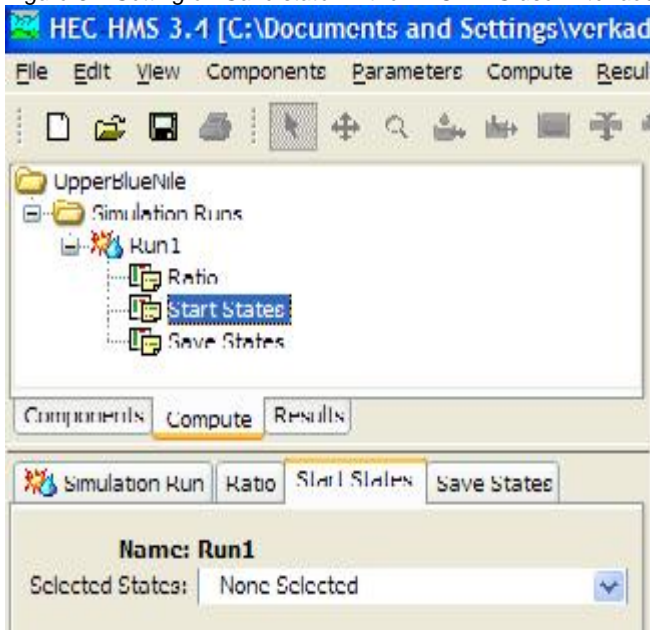 HEC HMS 3.4 [C:\Documents and Settings\verkad
File Edit View Components Parameters Compute Resul
UpperBlueNile
Simulation Runs
Run1
Ratio
Start States
Save States
Components Compute Results
Simulation Run Ratio Start States Save States
Name: Run1
Selected States: None Selected